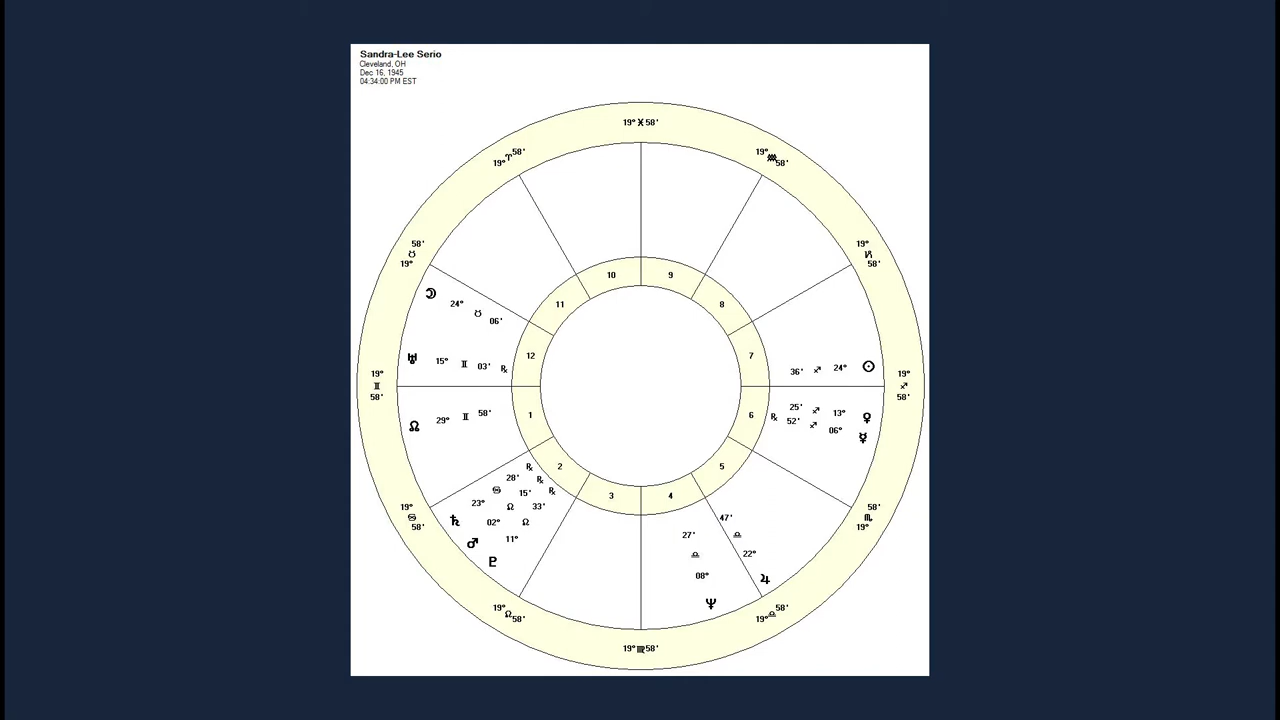 Sandra-Lee Serio
Cleveland, OH
Dec 16, 1945
04:34:00 PM EST
19° ♓ 58'
19° ♈ 58'
19° ♒ 58'
58' ♉ 19°
19° ♑ 58'
10
9
11
8
☽ 24° ♉ 06'
12
7
♅ 15° ♊ 03' ℞
36' ♐ 24° ☉
19° ♊ 58'
19° ♐ 58'
☊ 29° ♊ 58'
1
6
℞ 25' ♐ 13° ♀
52' ♐ 06° ☿
2
5
♄ 23° ♋ 28' ℞
♂ 02° ♌ 15' ℞
♇ 11° ♌ 33' ℞
3
4
27' ♎ 08° ♆
47' ♎ 22° ♃
19° ♋ 58'
58' ♏ 19°
19° ♌ 58'
19° ♎ 58'
19° ♍ 58'